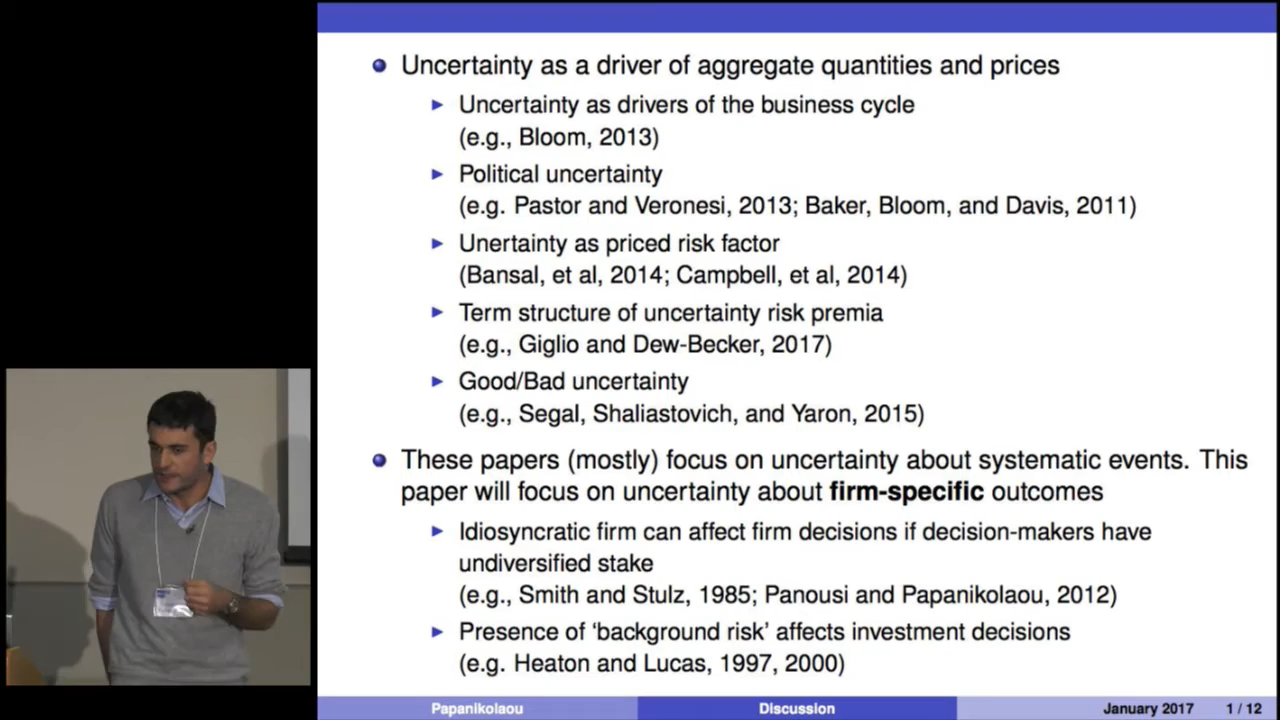 Uncertainty as a driver of aggregate quantities and prices
Uncertainty as drivers of the business cycle
(e.g., Bloom, 2013)
Political uncertainty
(e.g. Pastor and Veronesi, 2013; Baker, Bloom, and Davis, 2011)
Unertainty as priced risk factor
(Bansal, et al, 2014; Campbell, et al, 2014)
Term structure of uncertainty risk premia
(e.g., Giglio and Dew-Becker, 2017)
Good/Bad uncertainty
(e.g., Segal, Shaliastovich, and Yaron, 2015)
These papers (mostly) focus on uncertainty about systematic events. This
paper will focus on uncertainty about firm-specific outcomes
Idiosyncratic firm can affect firm decisions if decision-makers have
undiversified stake
(e.g., Smith and Stulz, 1985; Panousi and Papanikolaou, 2012)
Presence of ‘background risk’ affects investment decisions
(e.g. Heaton and Lucas, 1997, 2000)
Papanikolaou Discussion January 2017 1 / 12